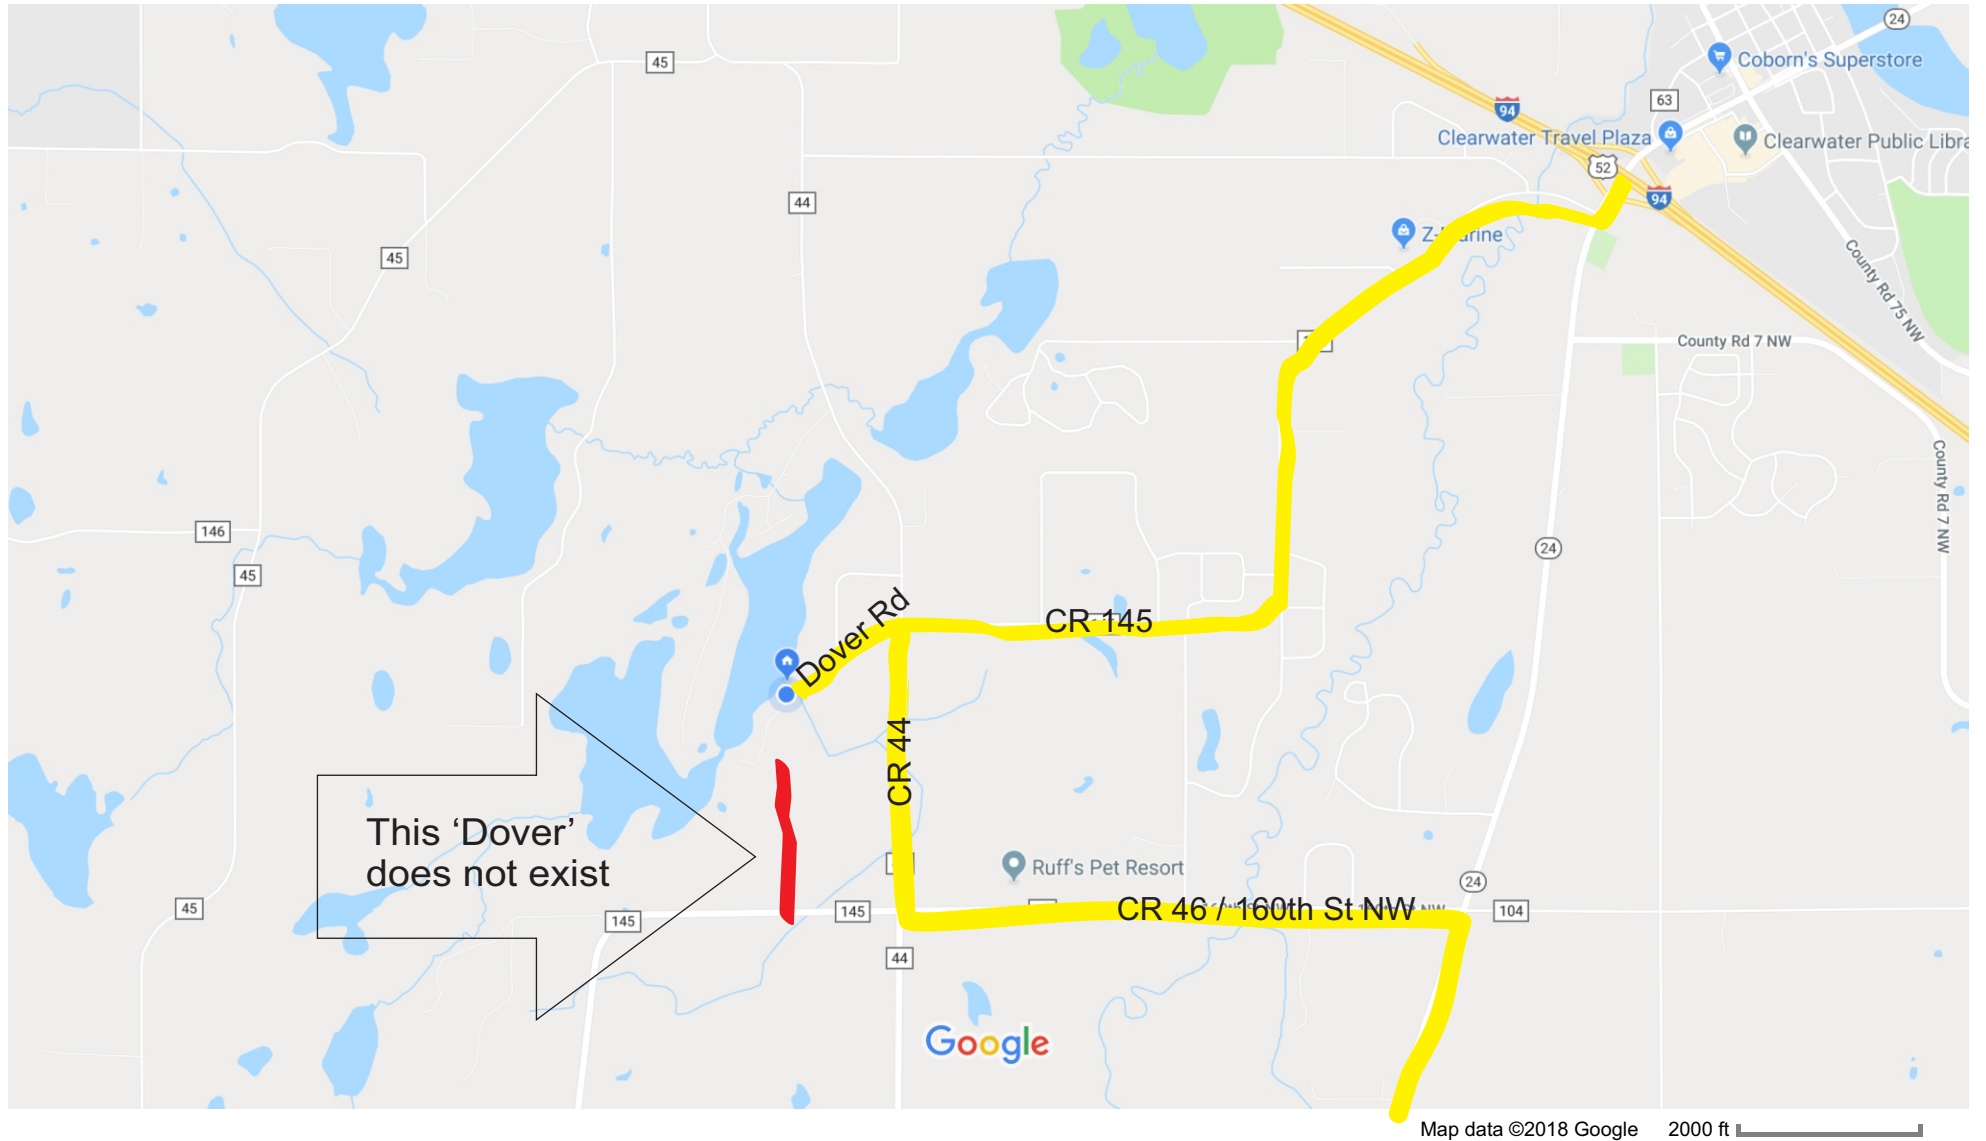 24
45
Coborn's Superstore
63
94
Clearwater Travel Plaza
Clearwater Public Libra
52
44
94
Z-Marine
45
County Rd 75 NW
County Rd 7 NW
County Rd 7 NW
146
24
45
Dover Rd
CR 145
CR 44
This ‘Dover’
does not exist
Ruff's Pet Resort
24
45
145
145
CR 46 / 160th St NW
104
44
Google
Map data ©2018 Google 2000 ft